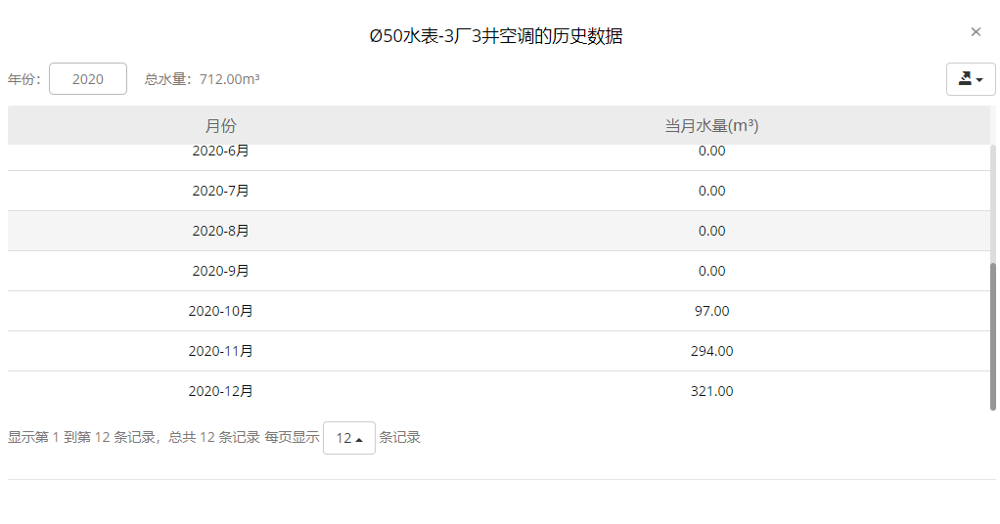 Ø50水表-3厂3井空调的历史数据
×
年份： 2020 总水量：712.00m³
月份 当月水量(m³)
2020-6月 0.00
2020-7月 0.00
2020-8月 0.00
2020-9月 0.00
2020-10月 97.00
2020-11月 294.00
2020-12月 321.00
显示第 1 到第 12 条记录，总共 12 条记录 每页显示 12 条记录